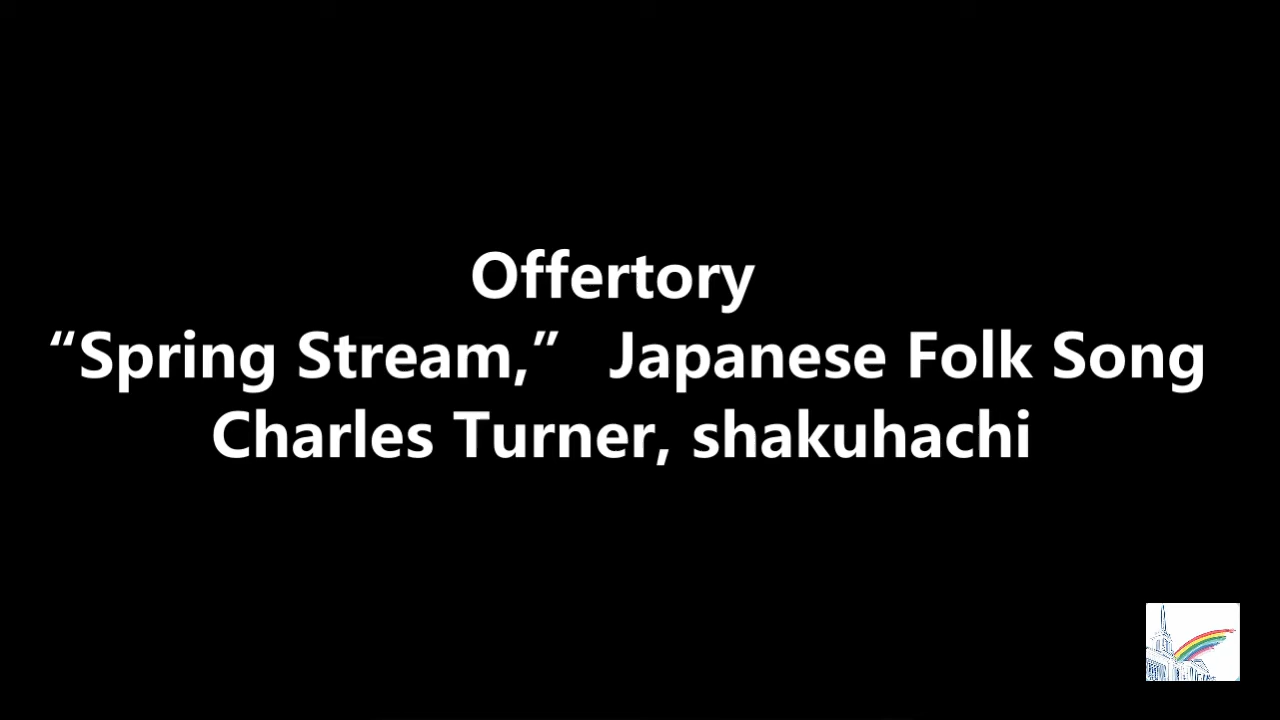 Offertory
“Spring Stream,” Japanese Folk Song
Charles Turner, shakuhachi